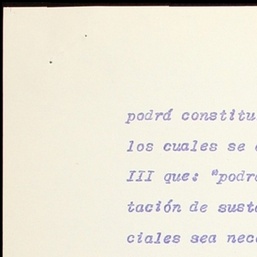 podrá constitu
los cuales se
III que: "podr
tación de sust
ciales sea nec